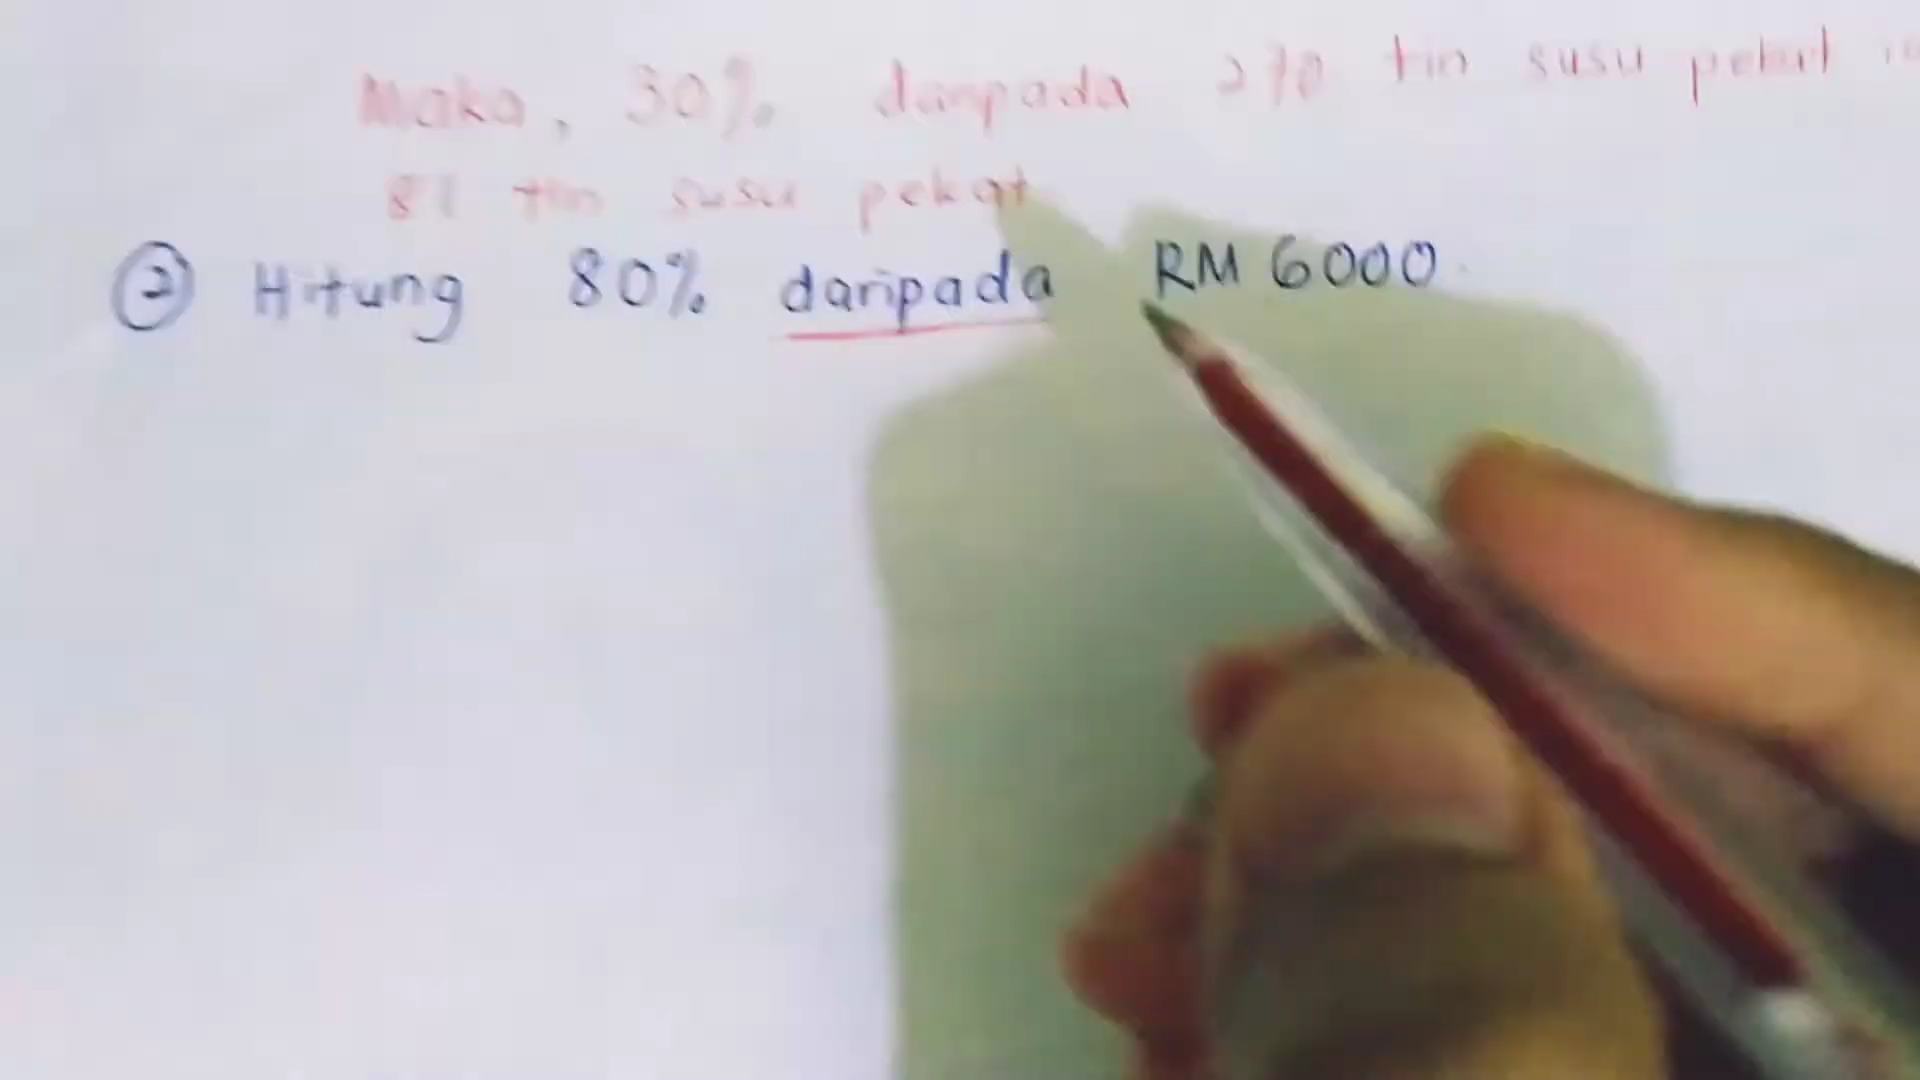 Maka, 30% daripada 270 tin susu pekat
81 tin susu pekat
② Hitung 80% daripada RM 6000.